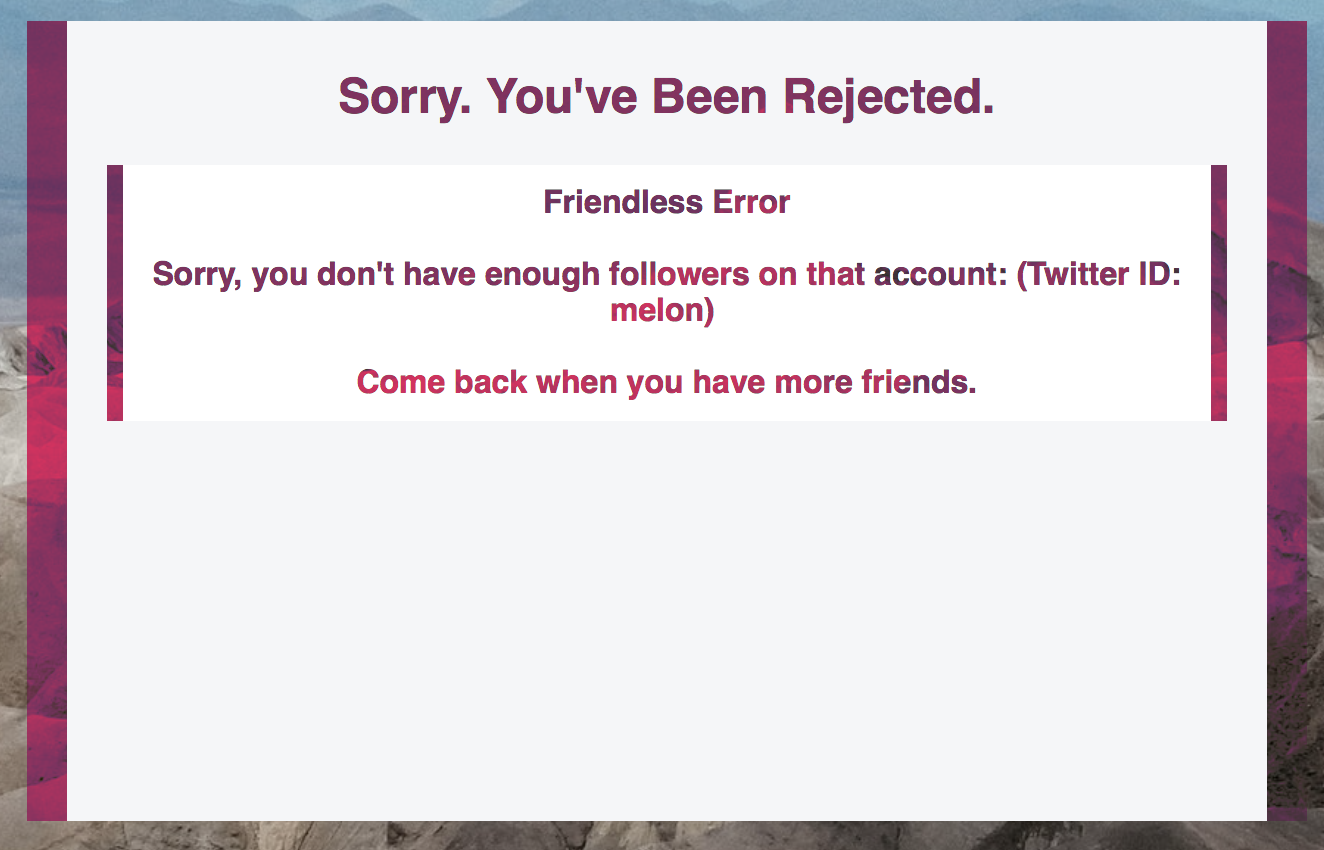 Sorry. You've Been Rejected.
Friendless Error
Sorry, you don't have enough followers on that account: (Twitter ID:
melon)
Come back when you have more friends.